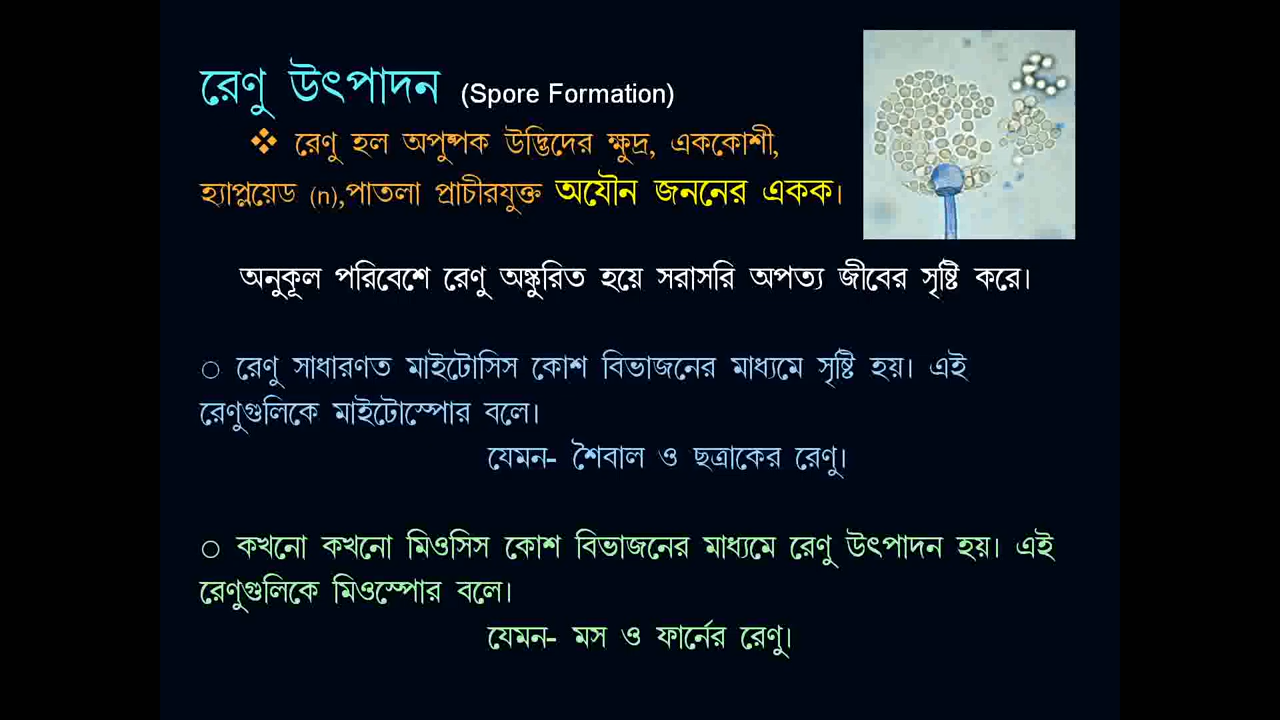 রেণু উৎপাদন (Spore Formation)
❖ রেণু হল অপুষ্পক উদ্ভিদের ক্ষুদ্র, এককোশী,
হ্যাপ্লয়েড (n),পাতলা প্রাচীরযুক্ত অযৌন জননের একক।
অনুকূল পরিবেশে রেণু অঙ্কুরিত হয়ে সরাসরি অপত্য জীবের সৃষ্টি করে।
○ রেণু সাধারণত মাইটোসিস কোশ বিভাজনের মাধ্যমে সৃষ্টি হয়। এই
রেণুগুলিকে মাইটোস্পোর বলে।
যেমন- শৈবাল ও ছত্রাকের রেণু।
○ কখনো কখনো মিওসিস কোশ বিভাজনের মাধ্যমে রেণু উৎপাদন হয়। এই
রেণুগুলিকে মিওস্পোর বলে।
যেমন- মস ও ফার্নের রেণু।